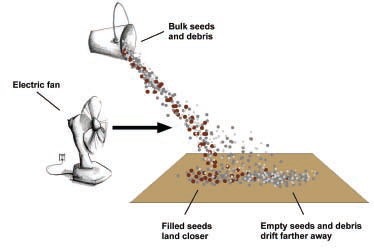 Bulk seeds
and debris
Electric fan
Filled seeds
land closer
Empty seeds and debris
drift farther away